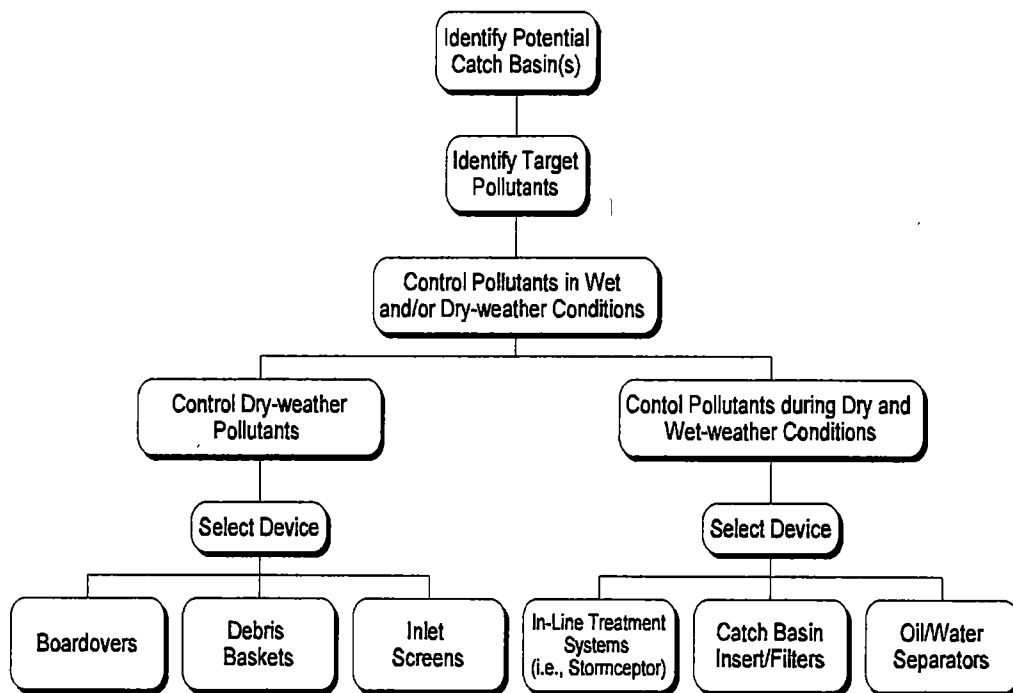 Identify Potential
Catch Basin(s)
Identify Target
Pollutants
Control Pollutants in Wet
and/or Dry-weather Conditions
Control Dry-weather
Pollutants
Contol Pollutants during Dry and
Wet-weather Conditions
Select Device
Select Device
Boardovers
Debris
Baskets
Inlet
Screens
In-Line Treatment
Systems
(i.e., Stormceptor)
Catch Basin
Insert/Filters
Oil/Water
Separators